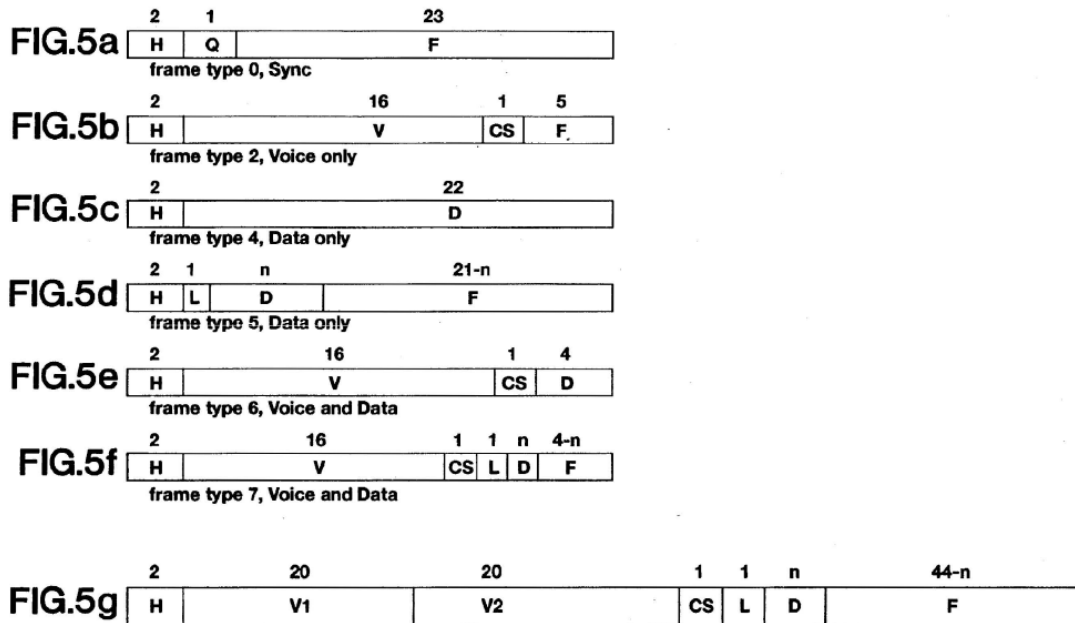 2 1 23
FIG.5a H Q F
frame type 0, Sync
2 16 1 5
FIG.5b H V CS F
frame type 2, Voice only
2 22
FIG.5c H D
frame type 4, Data only
2 1 n 21-n
FIG.5d H L D F
frame type 5, Data only
2 16 1 4
FIG.5e H V CS D
frame type 6, Voice and Data
2 16 1 1 n 4-n
FIG.5f H V CS L D F
frame type 7, Voice and Data
2 20 20 1 1 n 44-n
FIG.5g H V1 V2 CS L D F